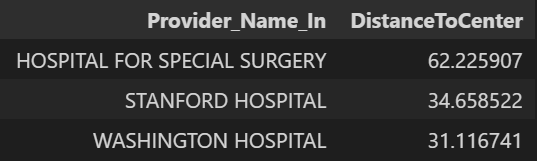 Provider_Name_In DistanceToCenter
HOSPITAL FOR SPECIAL SURGERY 62.225907
STANFORD HOSPITAL 34.658522
WASHINGTON HOSPITAL 31.116741